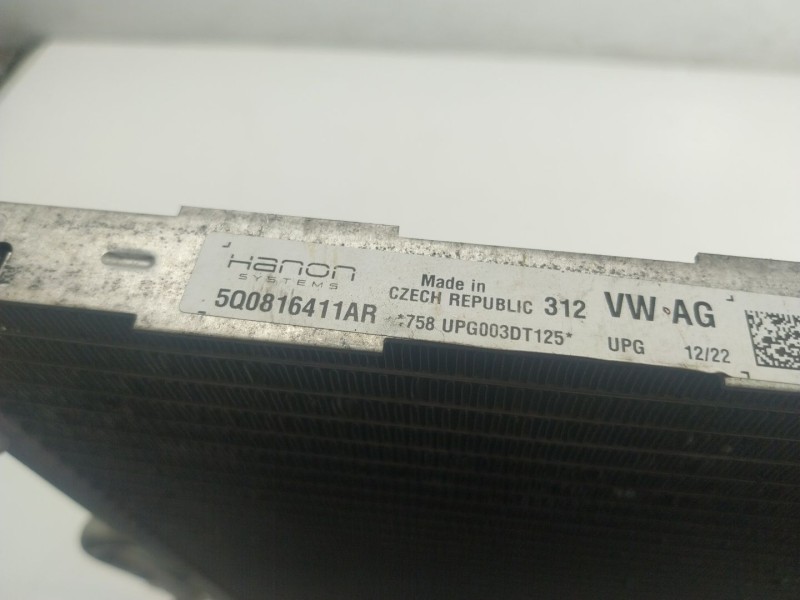 Hanon
SYSTEMS
5Q0816411AR
Made in
CZECH REPUBLIC 312 VW AG
*758 UPG003DT125* UPG 12/22